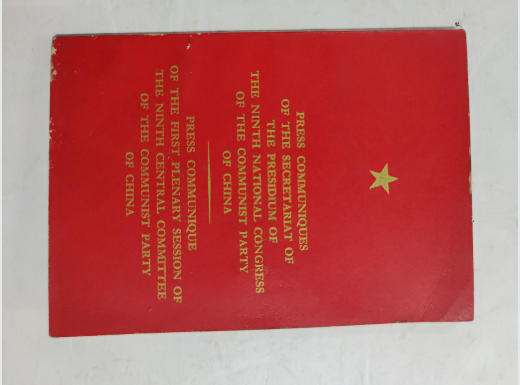 PRESS COMMUNIQUES
OF THE SECRETARIAT OF
THE PRESIDIUM OF
THE NINTH NATIONAL CONGRESS
OF THE COMMUNIST PARTY
OF CHINA
PRESS COMMUNIQUE
OF THE FIRST PLENARY SESSION OF
THE NINTH CENTRAL COMMITTEE
OF THE COMMUNIST PARTY
OF CHINA